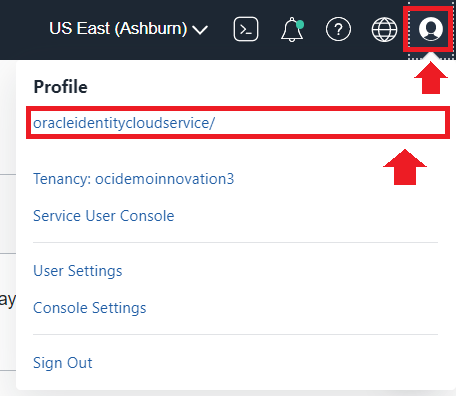 US East (Ashburn)
Profile
oracleidentitycloudservice/
Tenancy: ocidemoinnovation3
Service User Console
User Settings
ay
Console Settings
Sign Out